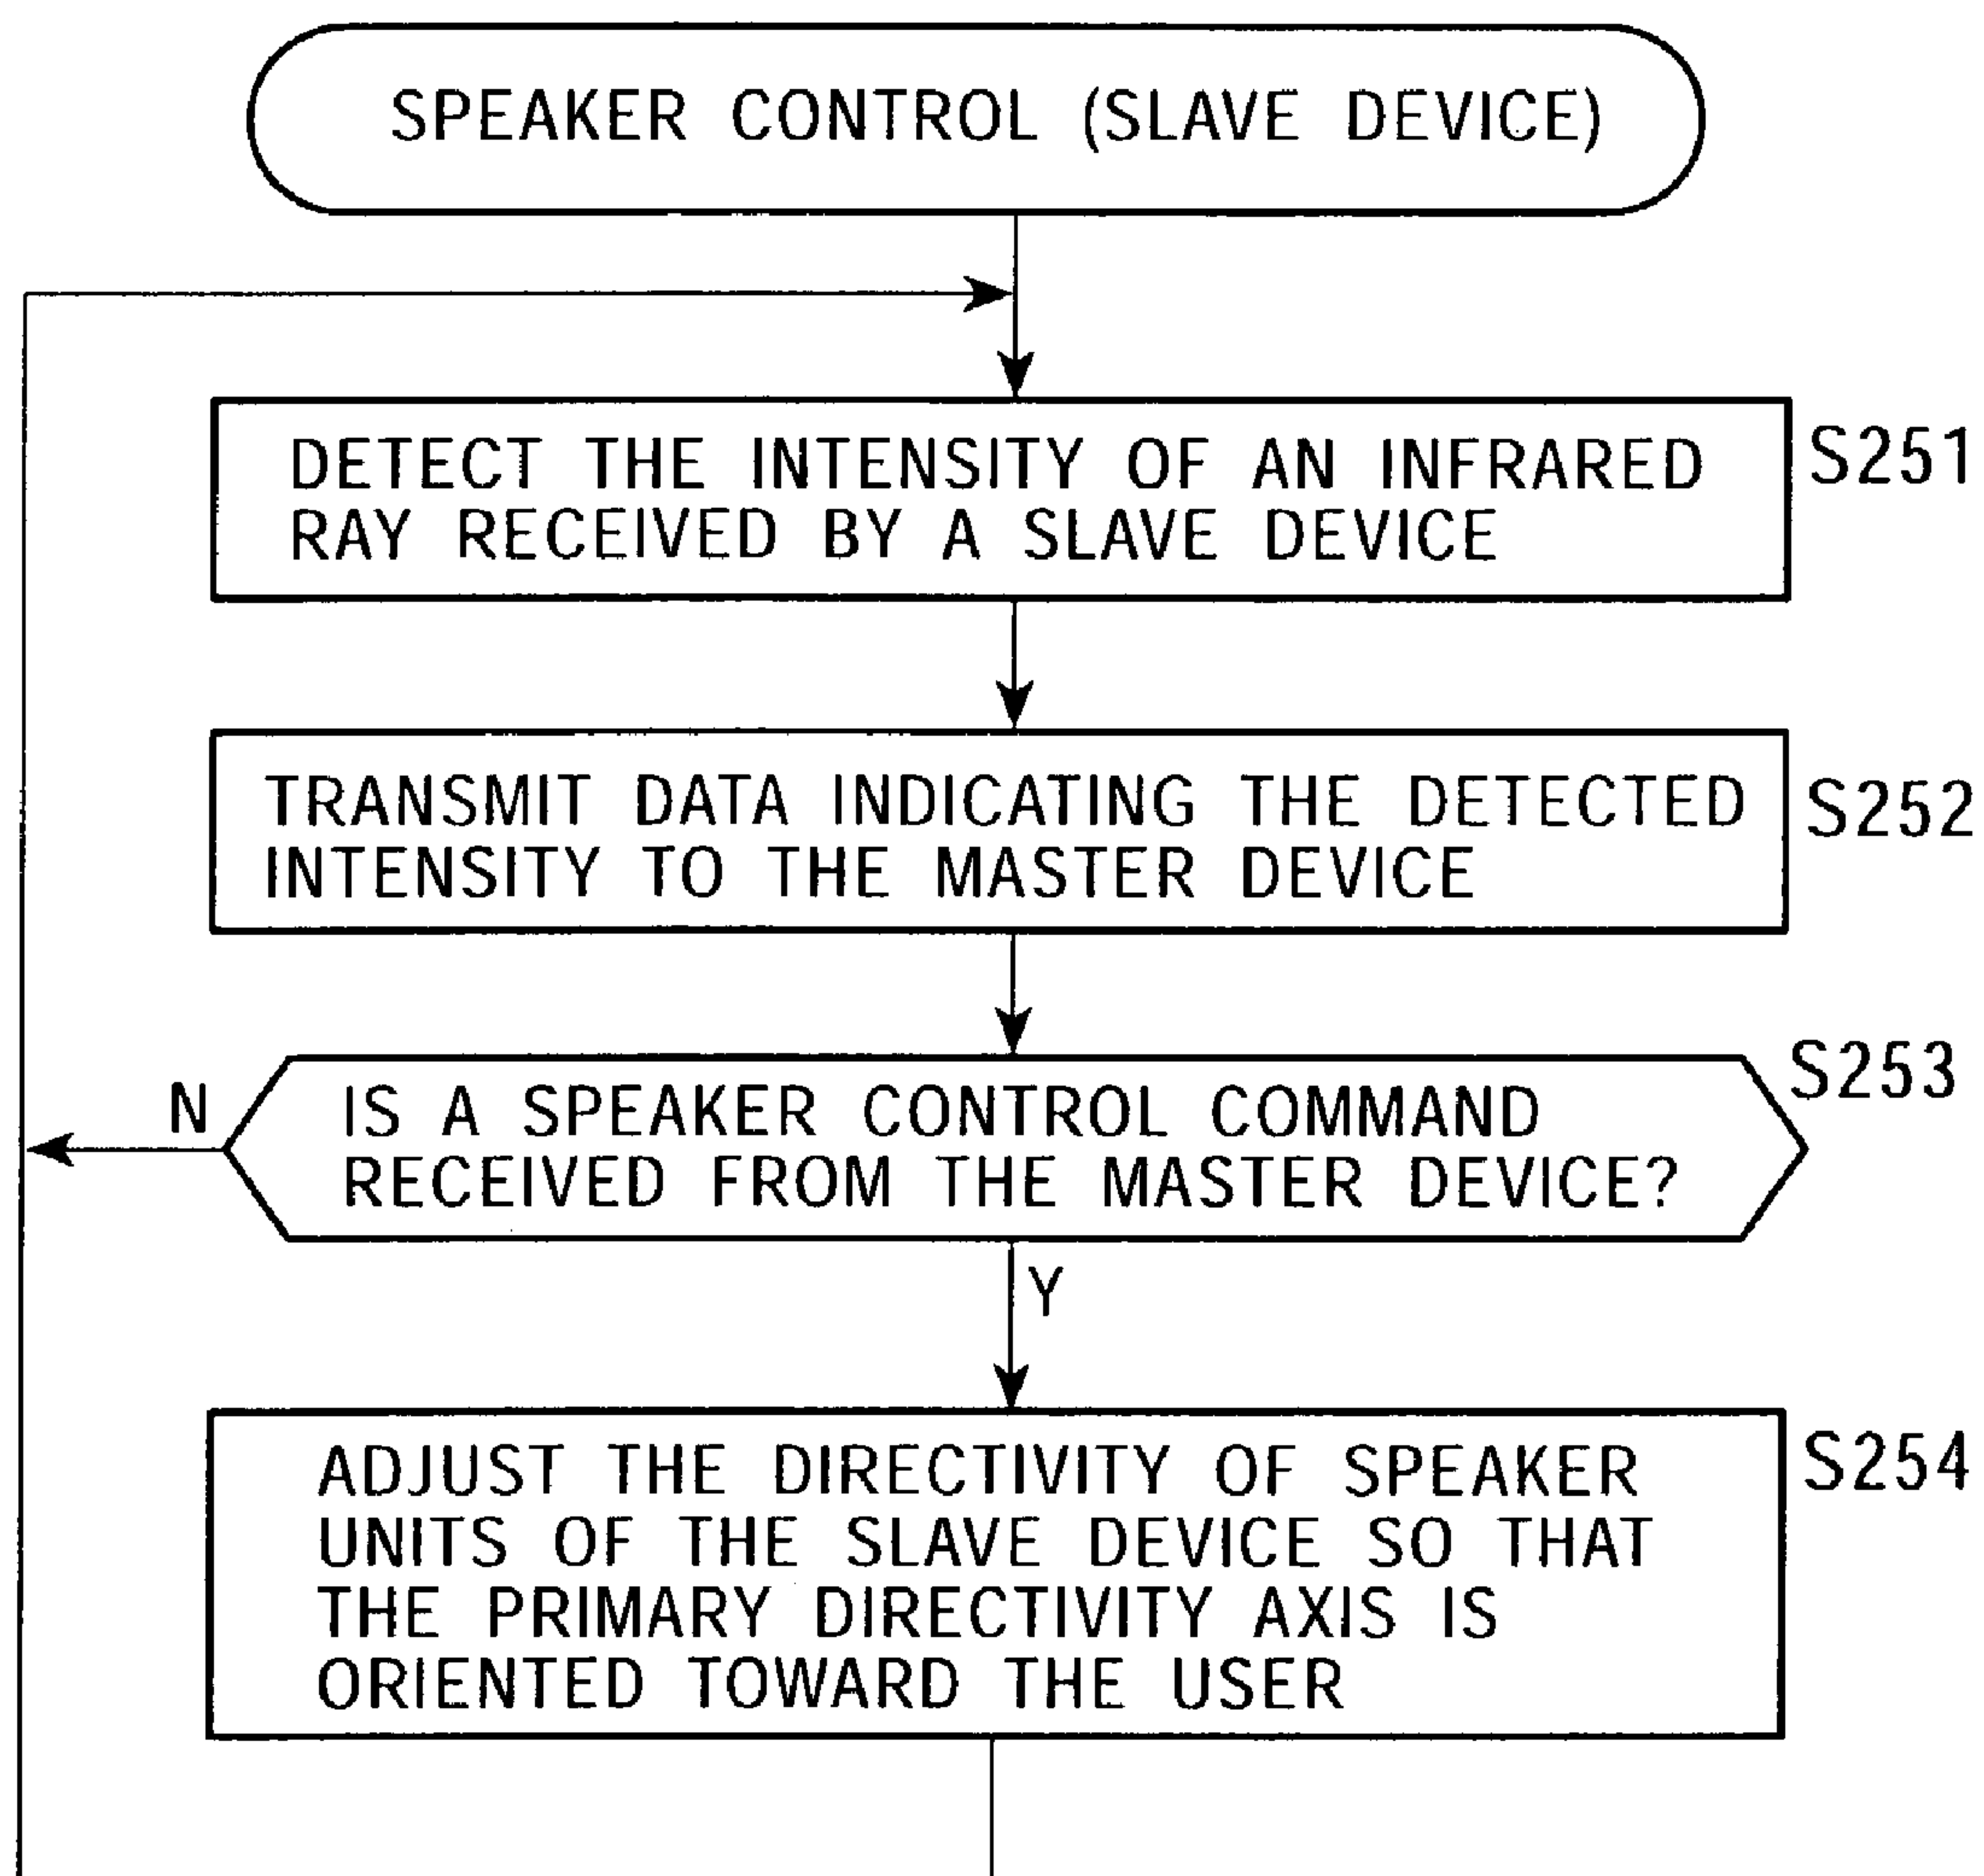 SPEAKER CONTROL (SLAVE DEVICE)
DETECT THE INTENSITY OF AN INFRARED
RAY RECEIVED BY A SLAVE DEVICE
S251
TRANSMIT DATA INDICATING THE DETECTED
INTENSITY TO THE MASTER DEVICE
S252
IS A SPEAKER CONTROL COMMAND
RECEIVED FROM THE MASTER DEVICE?
S253
N
Y
ADJUST THE DIRECTIVITY OF SPEAKER
UNITS OF THE SLAVE DEVICE SO THAT
THE PRIMARY DIRECTIVITY AXIS IS
ORIENTED TOWARD THE USER
S254